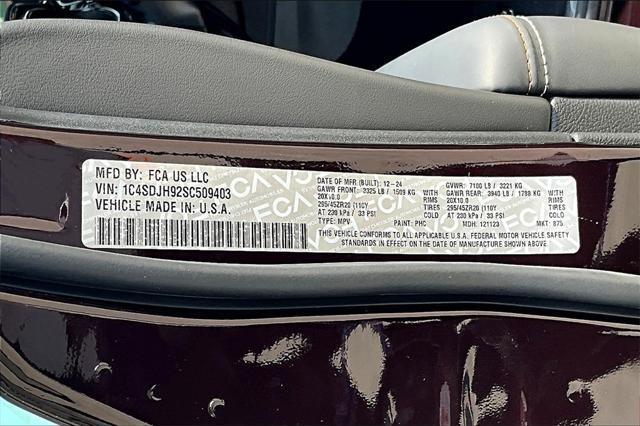 MFD BY: FCA US LLC
VIN: 1C4SDJH92SC509403
VEHICLE MADE IN: U.S.A.
DATE OF MFR.(BUILT): 12-24 GVWR: 7100 LB / 3221 KG
GAWR FRONT: 3325 LB / 1509 KG GAWR REAR: 3940 LB / 1788 KG
20X10.0 RIMS 20X10.0 RIMS
295/45ZR20 (110Y) TIRES 295/45ZR20 (110Y) TIRES
AT 230 kPa / 33 PSI AT 230 kPa / 33 PSI
TYPE: MPV PAINT: PHC MDH: 121123 MKT: 875
THIS VEHICLE CONFORMS TO ALL APPLICABLE U.S.A. FEDERAL MOTOR VEHICLE SAFETY
STANDARDS IN EFFECT ON THE DATE OF MANUFACTURE SHOWN ABOVE.